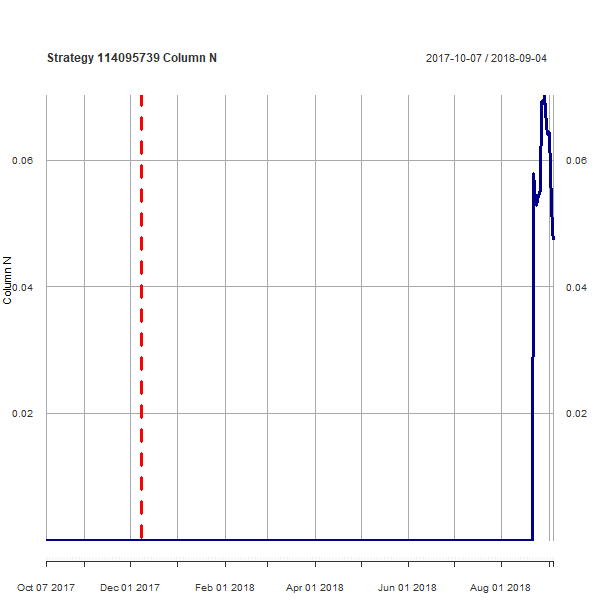 Strategy 114095739 Column N
2017-10-07 / 2018-09-04
0.06
0.06
Column N
0.04
0.04
0.02
0.02
Oct 07 2017
Dec 01 2017
Feb 01 2018
Apr 01 2018
Jun 01 2018
Aug 01 2018